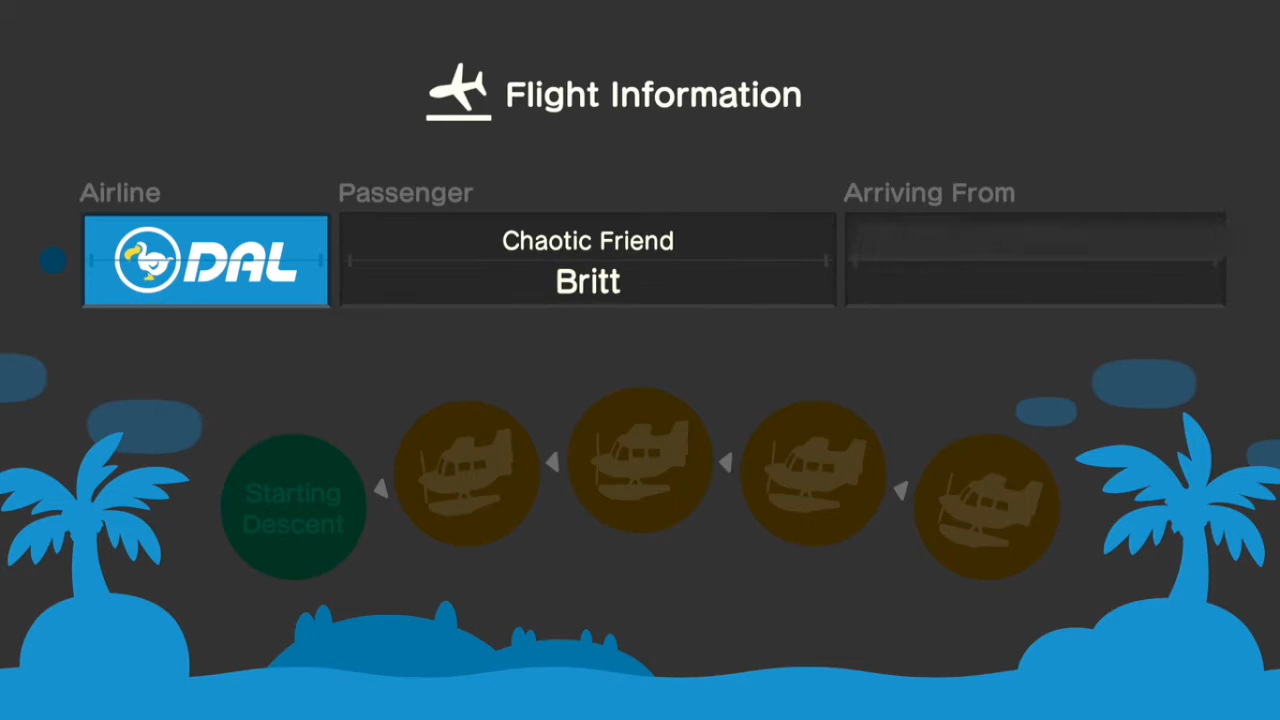 Flight Information
Airline
Passenger
Arriving From
DAL
Chaotic Friend
Britt
Starting
Descent